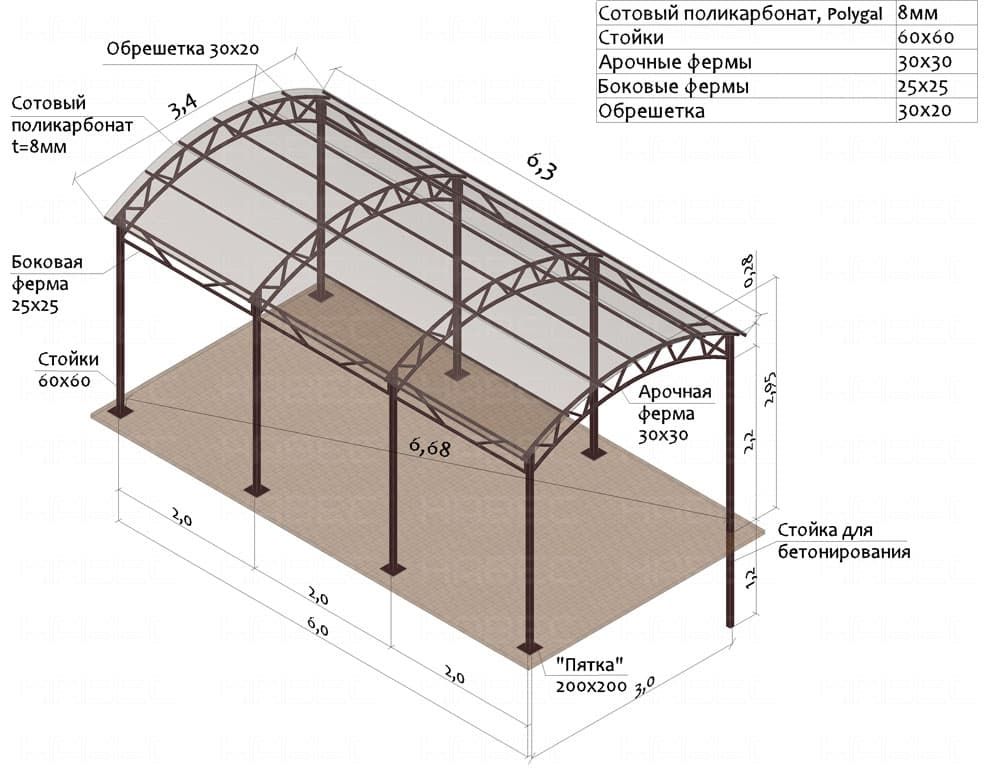 Сотовый поликарбонат, Polygal 8мм
Стойки 60х60
Арочные фермы 30х30
Боковые фермы 25х25
Обрешетка 30х20
Обрешетка 30х20
Сотовый
поликарбонат
t=8мм
3,4
6,3
Боковая
ферма
25х25
0,28
Стойки
60х60
2,95
Арочная
ферма
30х30
2,2
6,68
2,0
Стойка для
бетонирования
1,2
2,0
6,0
2,0
"Пятка"
200х200
3,0